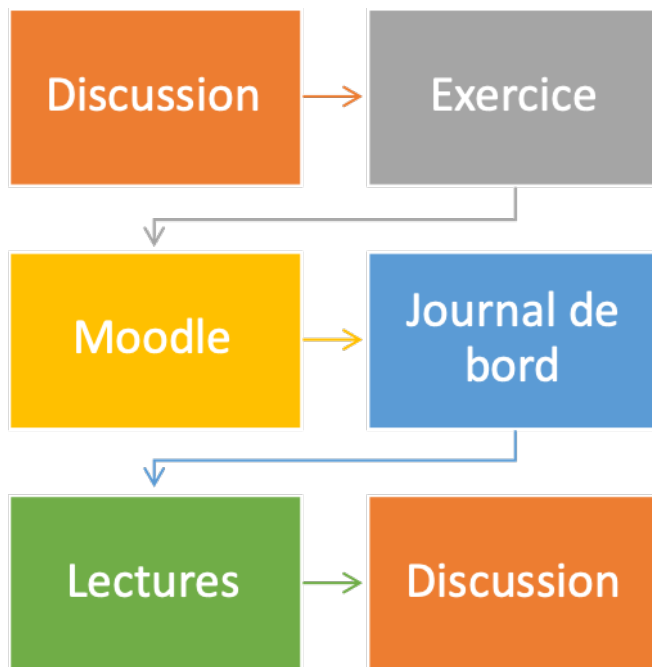 Discussion
Exercice
Moodle
Journal de
bord
Lectures
Discussion